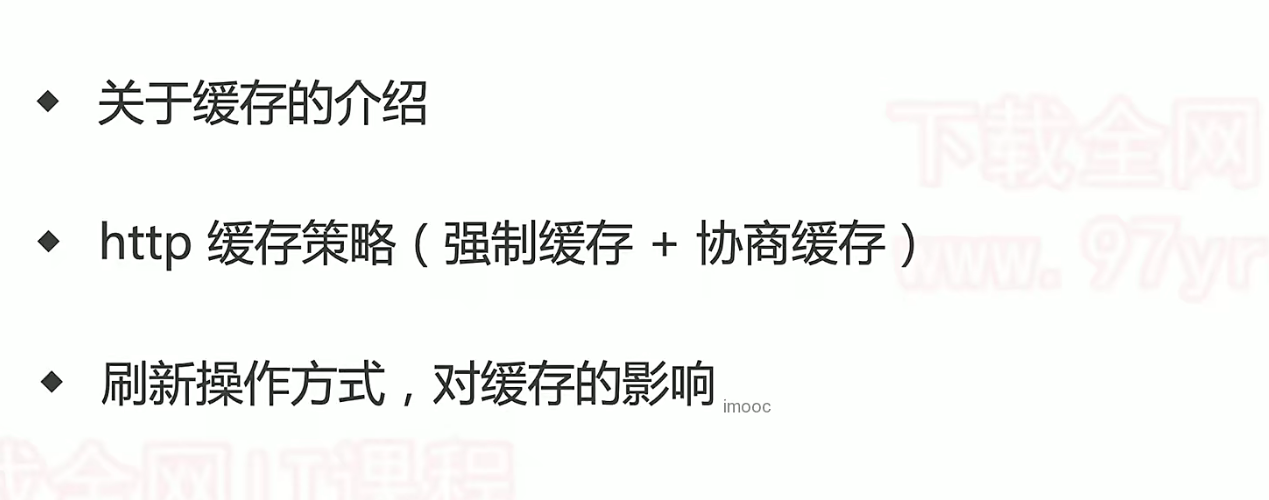 关于缓存的介绍
下载全网
http 缓存策略（强制缓存 + 协商缓存）
www.97yr
刷新操作方式，对缓存的影响
imooc
载全网IT课程